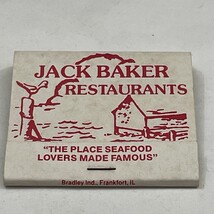 JACK BAKER
RESTAURANTS
"THE PLACE SEAFOOD
LOVERS MADE FAMOUS"
Bradley Ind., Frankfort, IL